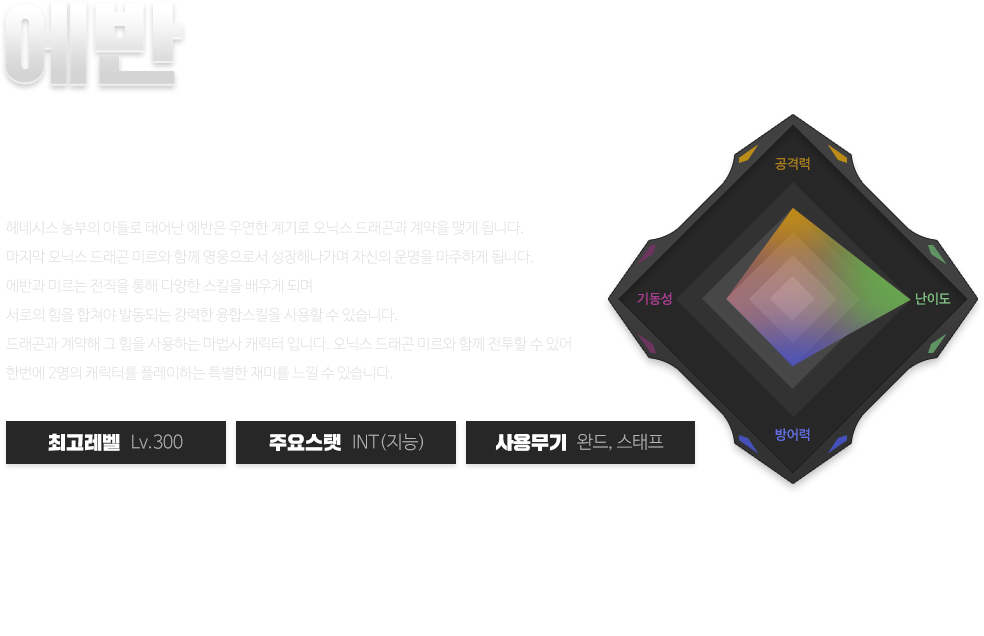 에반
헤네시스 농부의 아들로 태어난 에반은 우연한 계기로 오닉스 드래곤과 계약을 맺게 됩니다.
마지막 오닉스 드래곤 미르와 함께 영웅으로서 성장해나가며 자신의 운명을 마주하게 됩니다.
에반과 미르는 전직을 통해 다양한 스킬을 배우게 되며
서로의 힘을 합쳐야 발동되는 강력한 융합스킬을 사용할 수 있습니다.
드래곤과 계약해 그 힘을 사용하는 마법사 캐릭터 입니다. 오닉스 드래곤 미르와 함께 전투할 수 있어
한번에 2명의 캐릭터를 플레이하는 특별한 재미를 느낄 수 있습니다.
최고레벨 Lv.300
주요스탯 INT(지능)
사용무기 완드, 스태프
공격력
기동성
난이도
방어력